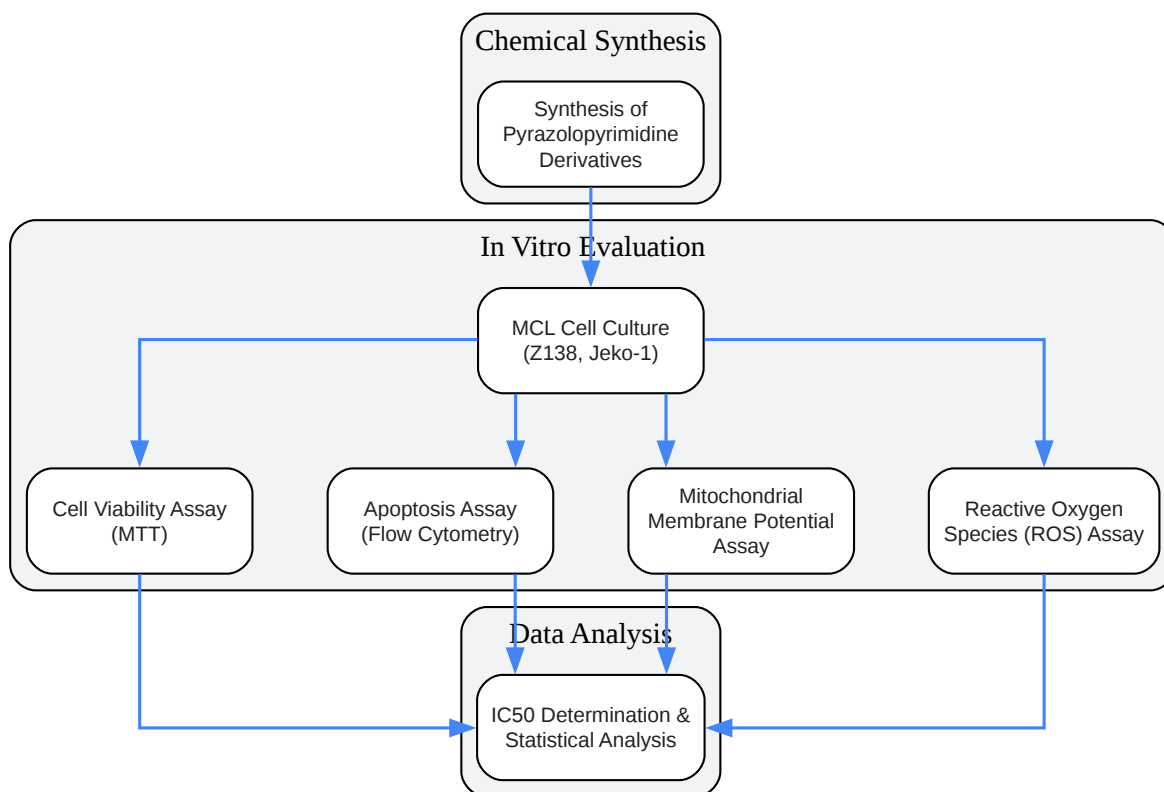 Chemical Synthesis
Synthesis of
Pyrazolopyrimidine
Derivatives
In Vitro Evaluation
MCL Cell Culture
(Z138, Jeko-1)
Cell Viability Assay
(MTT)
Apoptosis Assay
(Flow Cytometry)
Mitochondrial
Membrane Potential
Assay
Reactive Oxygen
Species (ROS) Assay
Data Analysis
IC50 Determination &
Statistical Analysis